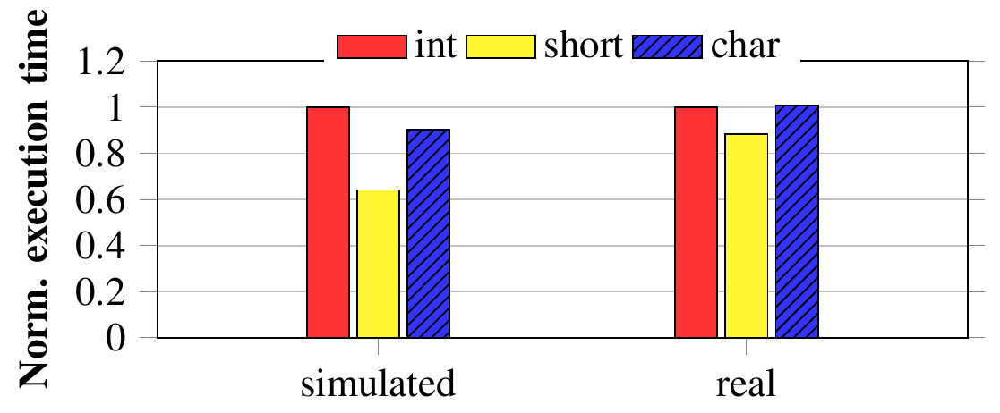 Norm. execution time
int short char
1.2
1
0.8
0.6
0.4
0.2
0
simulated real